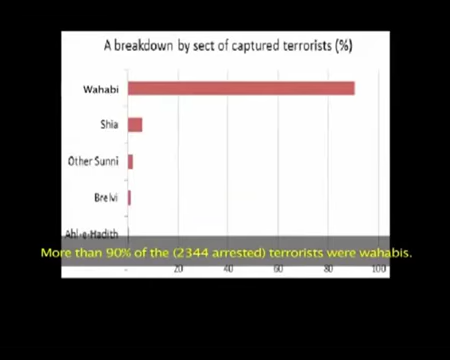 A breakdown by sect of captured terrorists (%)
Wahabi
Shia
Other Sunni
Brelvi
Ahl-e-Hadith
More than 90% of the (2344 arrested) terrorists were wahabis.
- 20 40 60 80 100